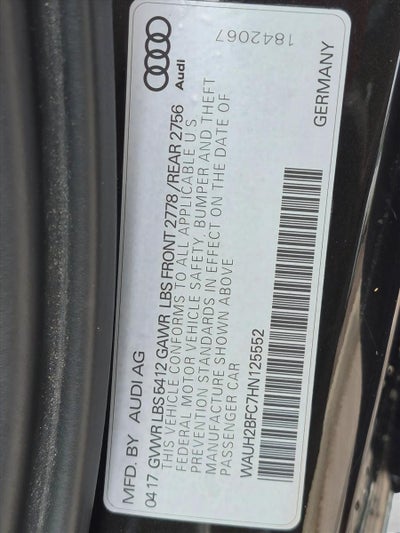 MFD. BY AUDI AG
04 17 GVWR LBS 5412 GAWR LBS FRONT 2778 / REAR 2756
THIS VEHICLE CONFORMS TO ALL APPLICABLE U S
FEDERAL MOTOR VEHICLE SAFETY, BUMPER AND THEFT
PREVENTION STANDARDS IN EFFECT ON THE DATE OF
MANUFACTURE SHOWN ABOVE
PASSENGER CAR
WAUH2BFC7HN125552
Audi
1842067
GERMANY